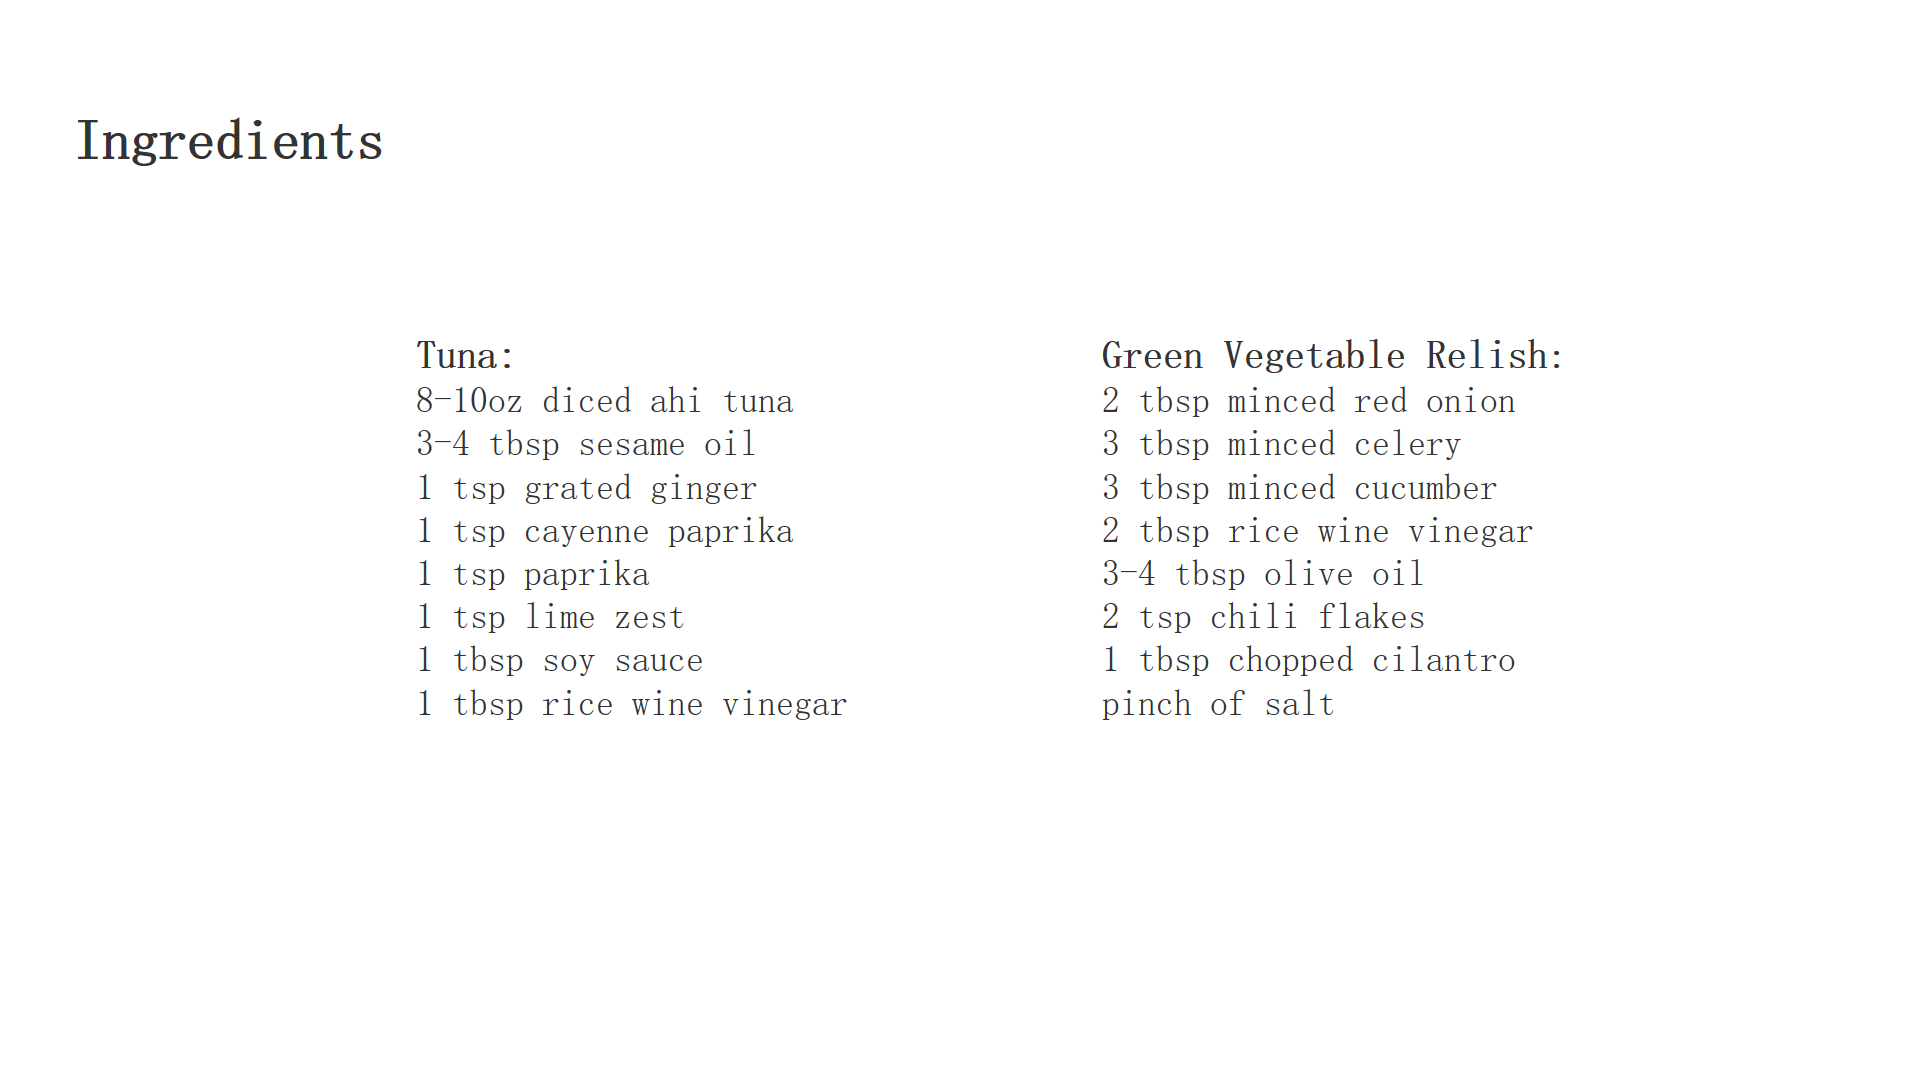 Ingredients
Tuna:
8-10oz diced ahi tuna
3-4 tbsp sesame oil
1 tsp grated ginger
1 tsp cayenne paprika
1 tsp paprika
1 tsp lime zest
1 tbsp soy sauce
1 tbsp rice wine vinegar
Green Vegetable Relish:
2 tbsp minced red onion
3 tbsp minced celery
3 tbsp minced cucumber
2 tbsp rice wine vinegar
3-4 tbsp olive oil
2 tsp chili flakes
1 tbsp chopped cilantro
pinch of salt